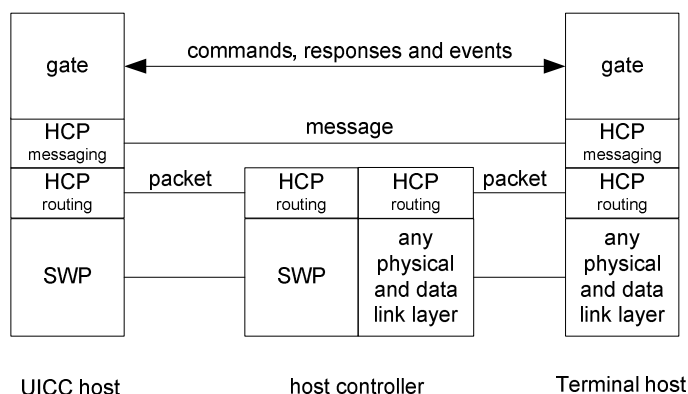 gate
commands, responses and events
gate
HCP
messaging
message
HCP
messaging
HCP
routing
packet
HCP
routing
HCP
routing
packet
HCP
routing
SWP
SWP
any
physical
and data
link layer
any
physical
and data
link layer
UICC host
host controller
Terminal host